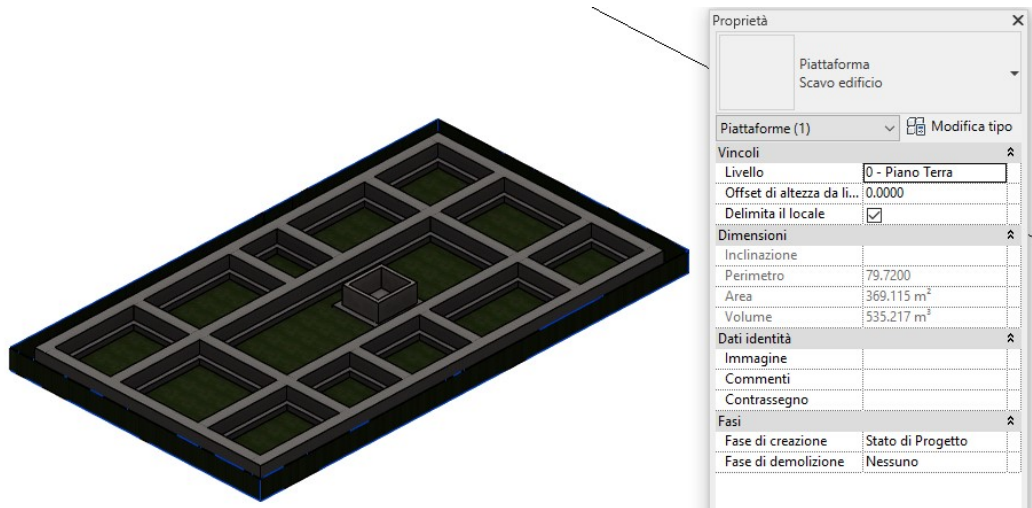 Proprietà
Piattaforma
Scavo edificio
Piattaforme (1)
Modifica tipo
Vincoli
Livello 0 - Piano Terra
Offset di altezza da li... 0.0000
Delimita il locale
Dimensioni
Inclinazione
Perimetro 79.7200
Area 369.115 m²
Volume 535.217 m³
Dati identità
Immagine
Commenti
Contrassegno
Fasi
Fase di creazione Stato di Progetto
Fase di demolizione Nessuno